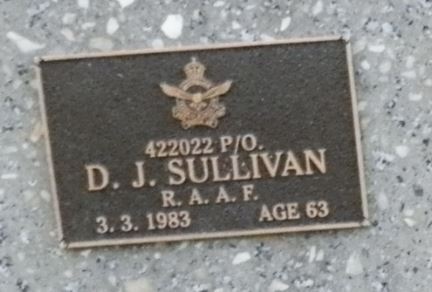 422022 P/O.
D. J. SULLIVAN
R. A. A. F.
3. 3. 1983 AGE 63